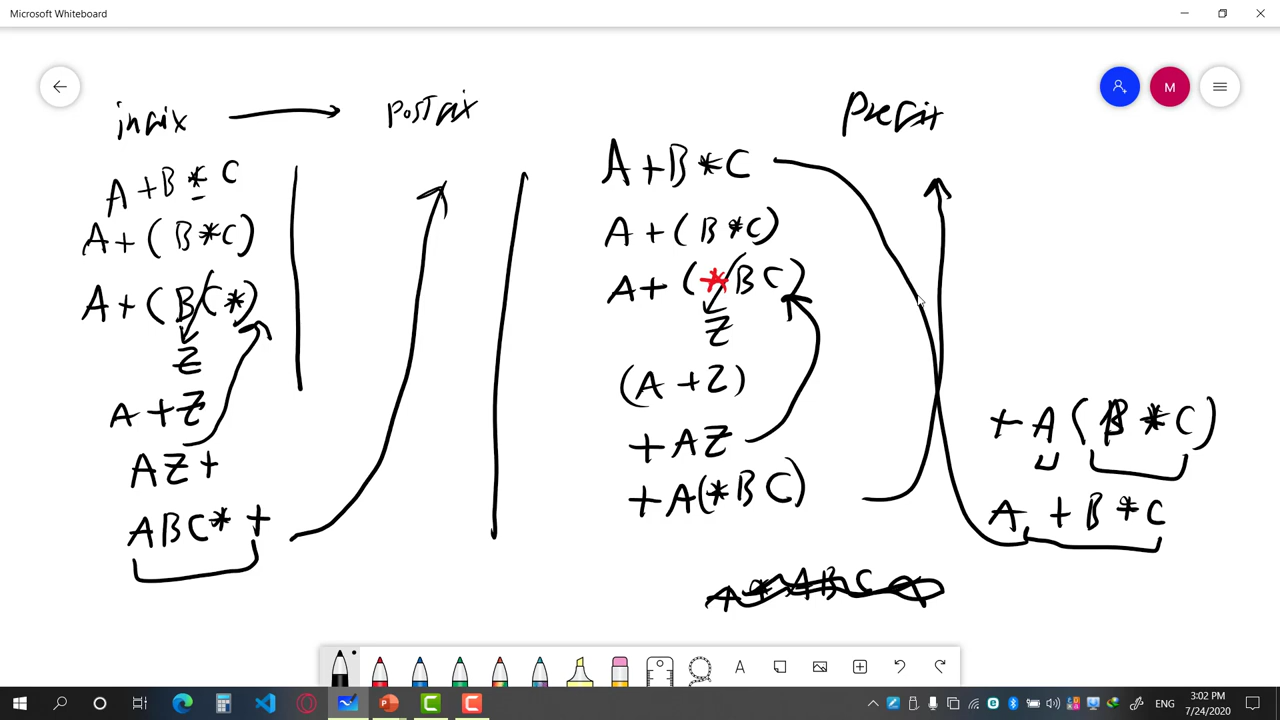 Microsoft Whiteboard
infix → postfix
A + B * C
A + ( B * C )
A + ( B C * )
Z
A + Z
A Z +
A B C * +
prefix
A + B * C
A + ( B * C )
A + ( * B C )
Z
( A + Z )
+ A Z
+ A ( * B C )
+ A ( B * C )
A + B * C
M
A
ENG
3:02 PM
7/24/2020